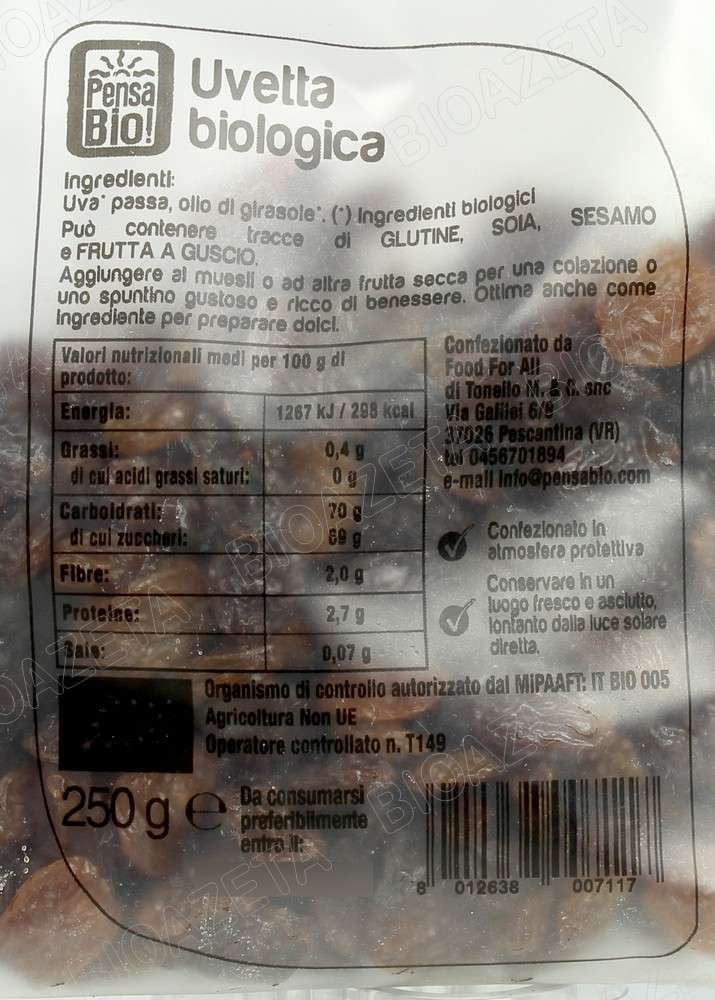 Pensa
Bio!
Uvetta
biologica
Ingredienti:
Uva* passa, olio di girasole*. (*) Ingredienti biologici
Può contenere tracce di GLUTINE, SOIA, SESAMO
e FRUTTA A GUSCIO.
Aggiungere al muesli o ad altra frutta secca per una colazione o
uno spuntino gustoso e ricco di benessere. Ottima anche come
ingrediente per preparare dolci.
Valori nutrizionali medi per 100 g di
prodotto:
Energia: 1267 kJ / 298 kcal
Grassi: 0,4 g
di cui acidi grassi saturi: 0 g
Carboidrati: 70 g
di cui zuccheri: 69 g
Fibre: 2,0 g
Proteine: 2,7 g
Sale: 0,07 g
Confezionato da
Food For All
di Tonello M. & C. snc
Via Galilei 6/8
37026 Pescantina (VR)
tel 0456701894
e-mail info@pensabio.com
Confezionato in
atmosfera protettiva
Conservare in un
luogo fresco e asciutto,
lontanto dalla luce solare
diretta.
Organismo di controllo autorizzato dal MIPAAFT: IT BIO 005
Agricoltura Non UE
Operatore controllato n. T149
250 g e
Da consumarsi
preferibilmente
entro il:
8 012638 007117
BIOAZETA